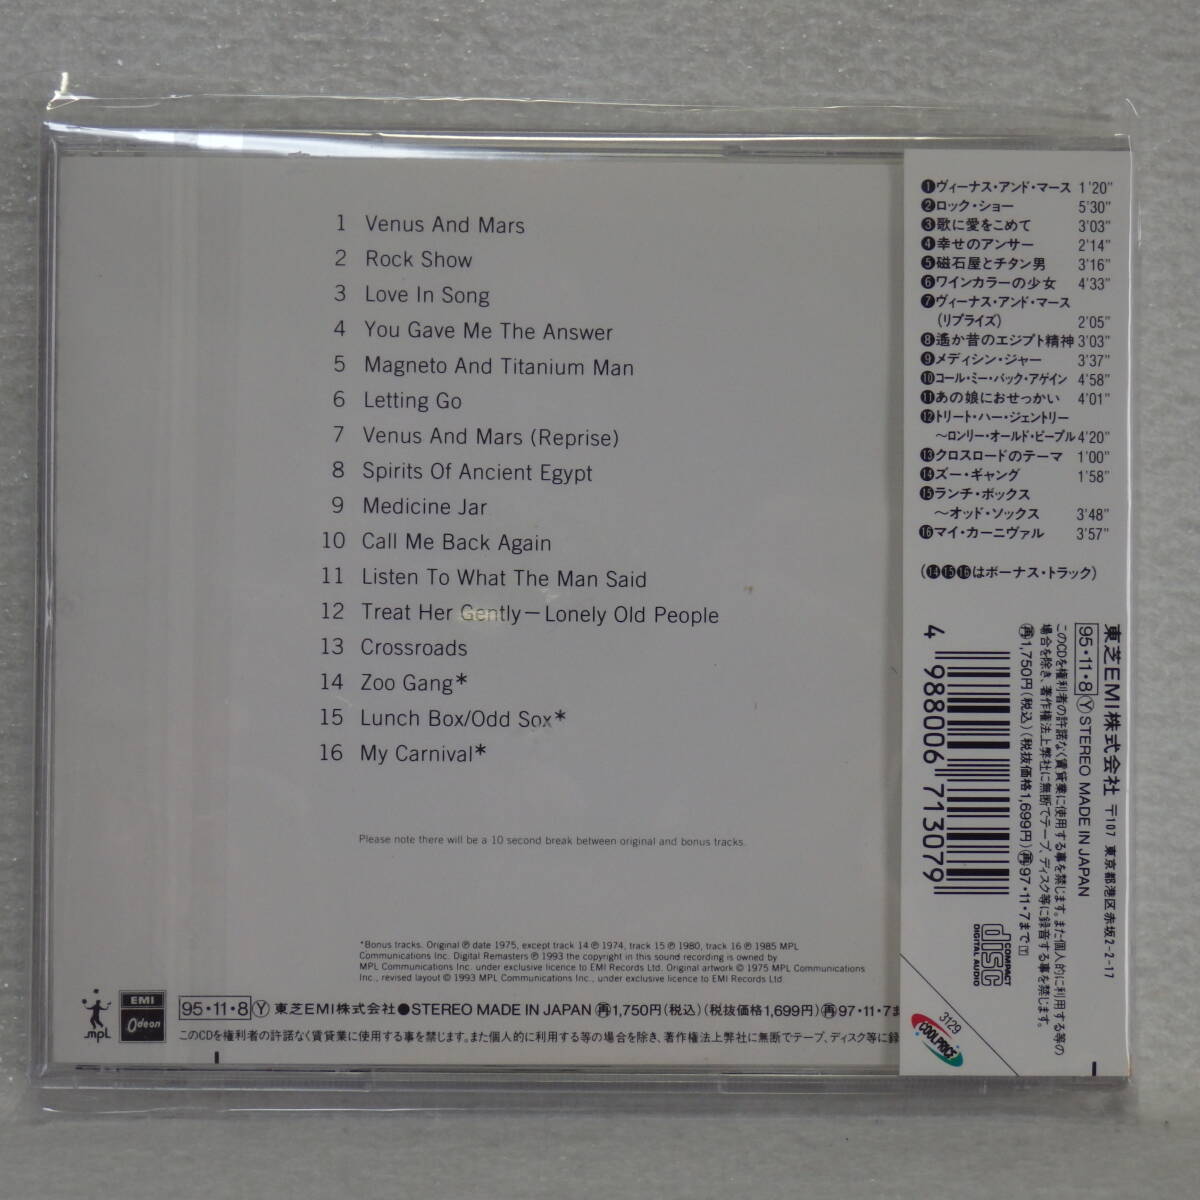 1 Venus And Mars
2 Rock Show
3 Love In Song
4 You Gave Me The Answer
5 Magneto And Titanium Man
6 Letting Go
7 Venus And Mars (Reprise)
8 Spirits Of Ancient Egypt
9 Medicine Jar
10 Call Me Back Again
11 Listen To What The Man Said
12 Treat Her Gently—Lonely Old People
13 Crossroads
14 Zoo Gang*
15 Lunch Box/Odd Sox*
16 My Carnival*
Please note there will be a 10 second break between original and bonus tracks.
*Bonus tracks. Original ℗ date 1975, except track 14 ℗ 1974, track 15 ℗ 1980, track 16 ℗ 1985 MPL
Communications Inc. Digital Remasters ℗ 1993 the copyright in this sound recording is owned by
MPL Communications Inc. under exclusive licence to EMI Records Ltd. Original artwork © 1975 MPL Communications
Inc., revised layout © 1993 MPL Communications Inc. under exclusive licence to EMI Records Ltd.
mpL
EMI
Odeon
95・11・8 Ⓨ 東芝EMI株式会社●STEREO MADE IN JAPAN ㊢1,750円(税込)(税抜価格1,699円)㊢97・11・7ま
このCDを権利者の許諾なく賃貸業に使用する事を禁じます。また個人的に利用する等の場合を除き、著作権法上弊社に無断でテープ、ディスク等に録
❶ヴィーナス・アンド・マース 1'20"
❷ロック・ショー 5'30"
❸歌に愛をこめて 3'03"
❹幸せのアンサー 2'14"
❺磁石屋とチタン男 3'16"
❻ワインカラーの少女 4'33"
❼ヴィーナス・アンド・マース
(リプライズ) 2'05"
❽遙か昔のエジプト精神 3'03"
❾メディシン・ジャー 3'37"
❿コール・ミー・バック・アゲイン 4'58"
⓫あの娘におせっかい 4'01"
⓬トリート・ハー・ジェントリー
～ロンリー・オールド・ピープル 4'20"
⓭クロスロードのテーマ 1'00"
⓮ズー・ギャング 1'58"
⓯ランチ・ボックス
～オッド・ソックス 3'48"
⓰マイ・カーニヴァル 3'57"
(⓮⓯⓰はボーナス・トラック)
東芝EMI株式会社 〒107 東京都港区赤坂2-2-17
95・11・8 Ⓨ STEREO MADE IN JAPAN
このCDを権利者の許諾なく賃貸業に使用する事を禁じます。また個人的に利用する等の
場合を除き、著作権法上弊社に無断でテープ、ディスク等に録音する事を禁じます。
㊢1,750円(税込)(税抜価格1,699円)㊢97・11・7まで
4 988006 713079
COMPACT
disc
DIGITAL AUDIO
3129
COOLPRICE